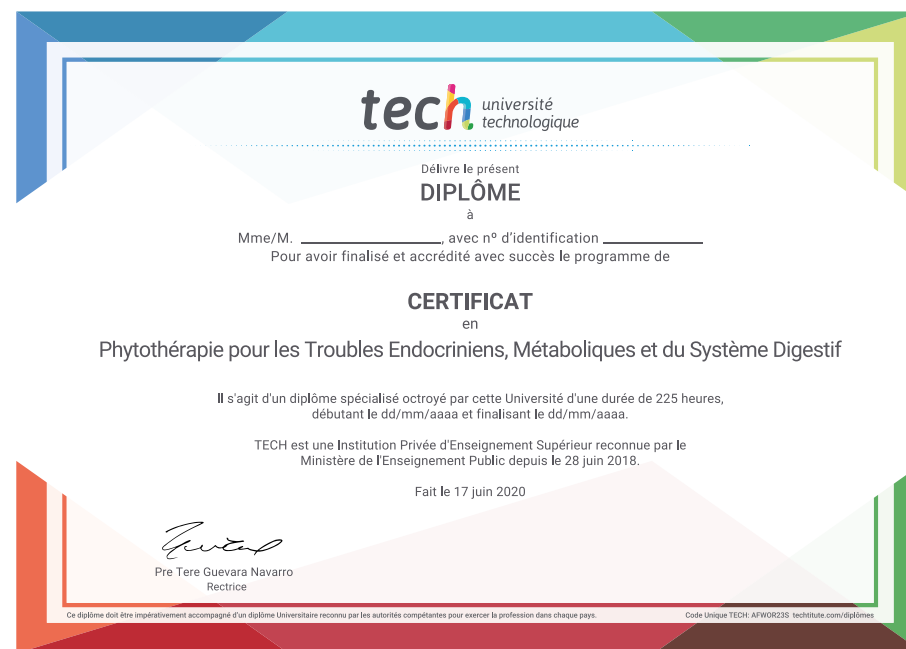 tech université
technologique
Délivre le présent
DIPLÔME
à
Mme/M. ____________________, avec nº d'identification ______________
Pour avoir finalisé et accrédité avec succès le programme de
CERTIFICAT
en
Phytothérapie pour les Troubles Endocriniens, Métaboliques et du Système Digestif
Il s'agit d'un diplôme spécialisé octroyé par cette Université d'une durée de 225 heures,
débutant le dd/mm/aaaa et finalisant le dd/mm/aaaa.
TECH est une Institution Privée d'Enseignement Supérieur reconnue par le
Ministère de l'Enseignement Public depuis le 28 juin 2018.
Fait le 17 juin 2020
Pre Tere Guevara Navarro
Rectrice
Ce diplôme doit être impérativement accompagné d'un diplôme Universitaire reconnu par les autorités compétentes pour exercer la profession dans chaque pays.
Code Unique TECH: AFWOR23S techtitute.com/diplômes